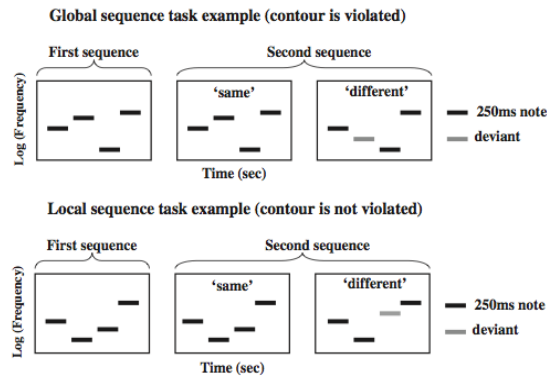 Global sequence task example (contour is violated)
First sequence
Second sequence
Log (Frequency)
‘same’
‘different’
250ms note
deviant
Time (sec)
Local sequence task example (contour is not violated)
First sequence
Second sequence
Log (Frequency)
‘same’
‘different’
250ms note
deviant
Time (sec)